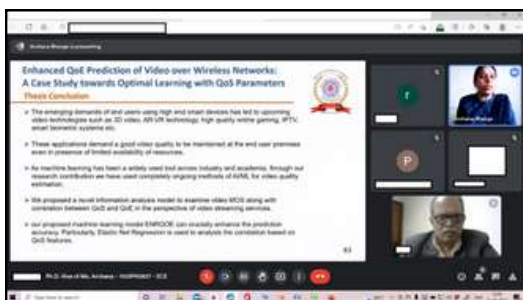 Enhanced QoE Prediction of Video over Wireless Networks:
A Case Study towards Optimal Learning with QoS Parameters
Thesis Conclusion
The emerging demands of end users using high end smart devices has led to upcoming
video technologies such as 3D video, AR-VR technology, high quality online gaming, IPTV,
smart biometric systems etc.
These applications demand a good video quality to be maintained at the end user premises
even in presence of limited availability of resources.
As machine learning has been a widely used tool across industry and academia, through our
research contribution we have used completely ongoing methods of AI/ML for video quality
estimation.
We proposed a novel information analysis model to examine video MOS along with
correlation between QoS and QoE in the perspective of video streaming services.
our proposed machine learning model ENRQOE can crucially enhance the prediction
accuracy. Particularly, Elastic Net Regression is used to analysis the correlation based on
QoS features.
63
r
P